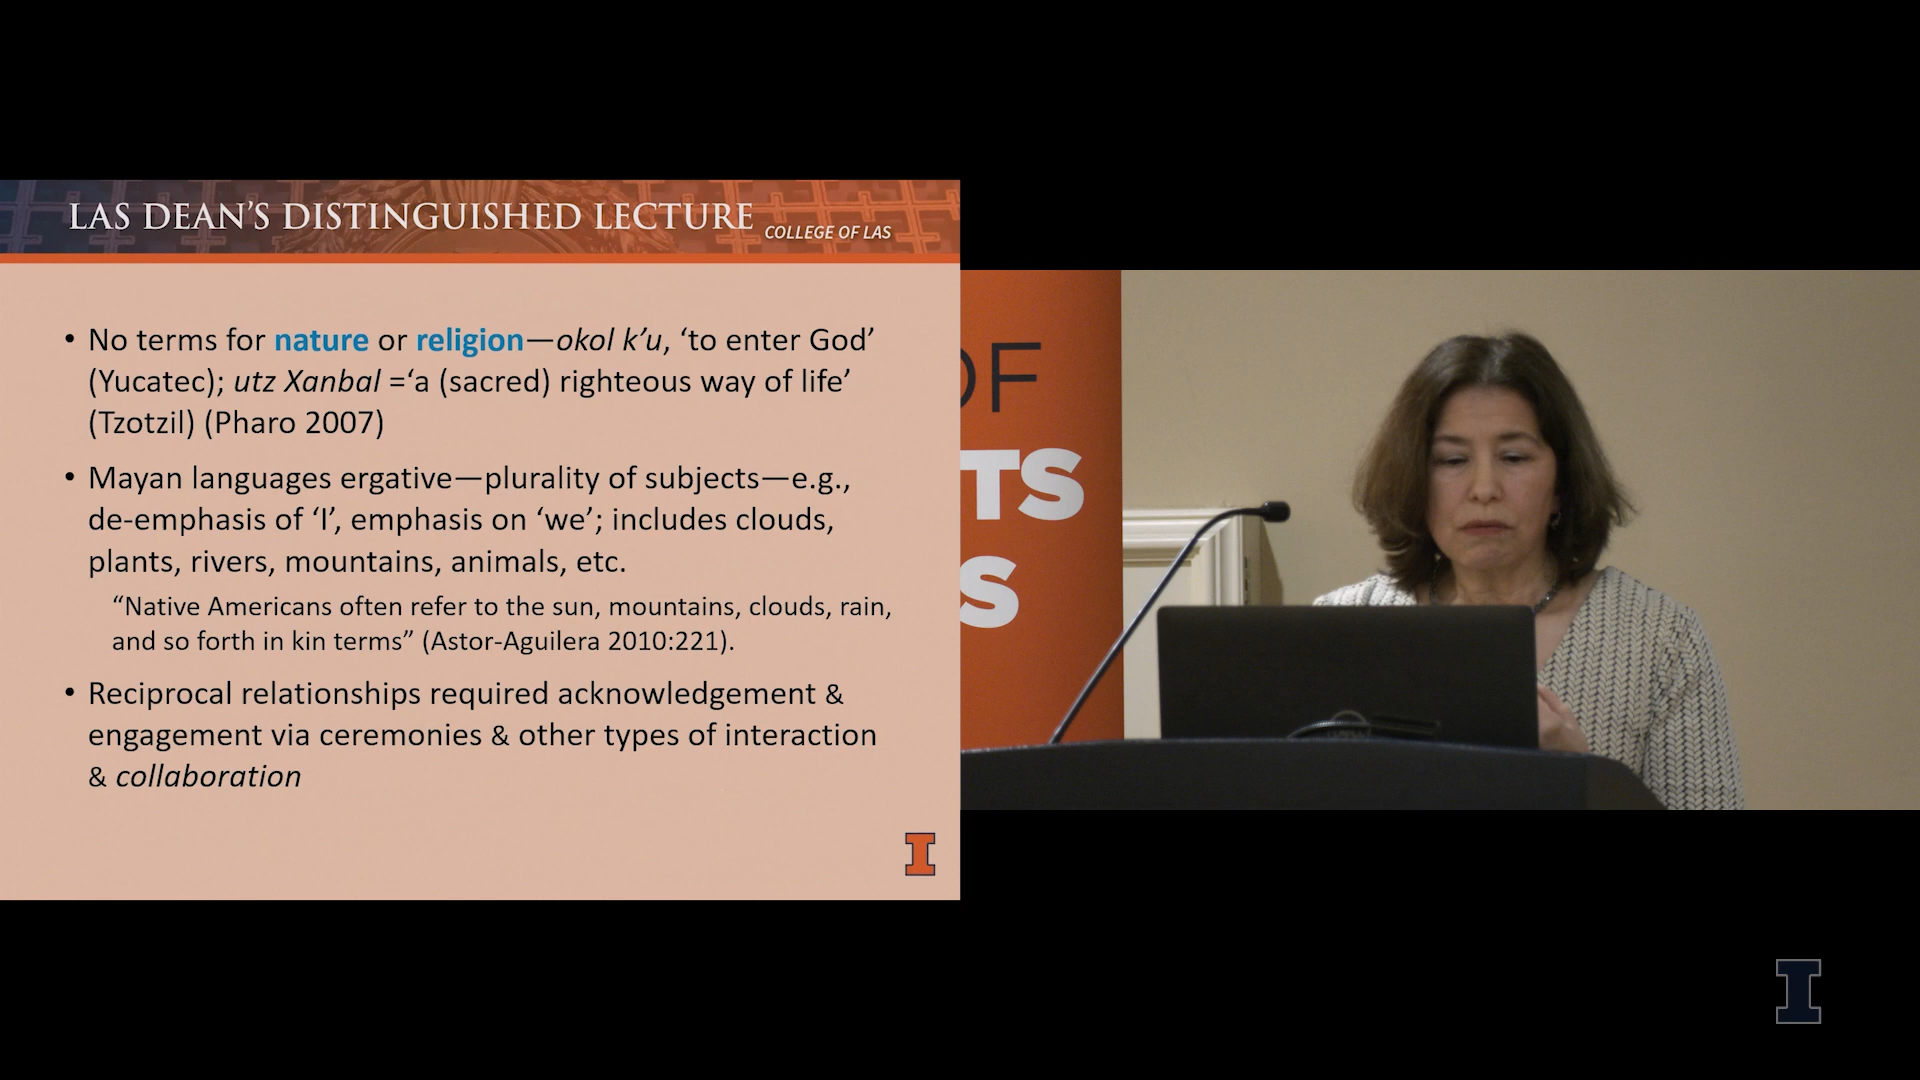 LAS DEAN’S DISTINGUISHED LECTURE COLLEGE OF LAS
• No terms for nature or religion—okol k’u, ‘to enter God’
(Yucatec); utz Xanbal =‘a (sacred) righteous way of life’
(Tzotzil) (Pharo 2007)
• Mayan languages ergative—plurality of subjects—e.g.,
de-emphasis of ‘I’, emphasis on ‘we’; includes clouds,
plants, rivers, mountains, animals, etc.
“Native Americans often refer to the sun, mountains, clouds, rain,
and so forth in kin terms” (Astor-Aguilera 2010:221).
• Reciprocal relationships required acknowledgement &
engagement via ceremonies & other types of interaction
& collaboration
I
OF
TS
S
I